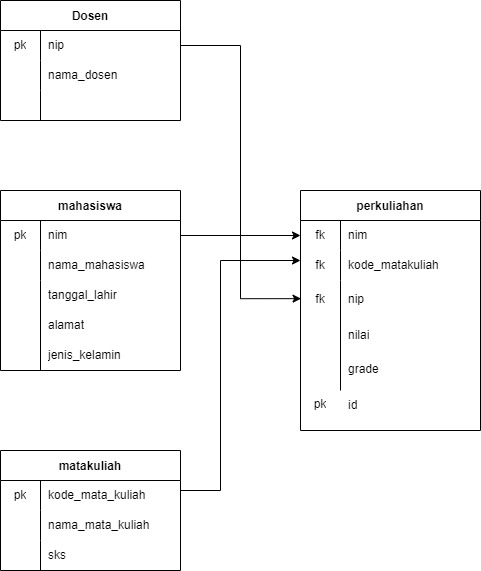 Dosen
pk nip
nama_dosen
mahasiswa
pk nim
nama_mahasiswa
tanggal_lahir
alamat
jenis_kelamin
matakuliah
pk kode_mata_kuliah
nama_mata_kuliah
sks
perkuliahan
fk nim
fk kode_matakuliah
fk nip
nilai
grade
pk id